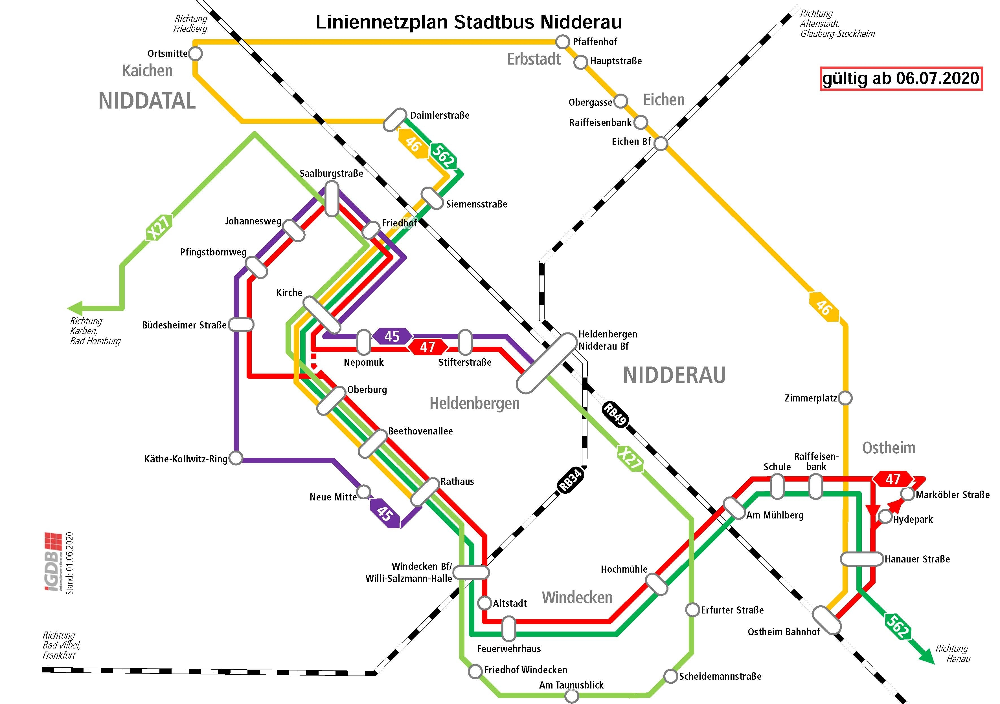 Liniennetzplan Stadtbus Nidderau
Richtung
Friedberg
Richtung
Altenstadt,
Glauburg-Stockheim
gültig ab 06.07.2020
Ortsmitte
Kaichen
NIDDATAL
Pfaffenhof
Erbstadt
Hauptstraße
Obergasse
Eichen
Raiffeisenbank
Eichen Bf
Daimlerstraße
46
562
Saalburgstraße
Siemensstraße
Johannesweg
Friedhof
X27
Pfingstbornweg
Kirche
46
Richtung
Karben,
Bad Homburg
Büdesheimer Straße
45
47
Nepomuk
Stifterstraße
Heldenbergen
Nidderau Bf
NIDDERAU
Oberburg
Heldenbergen
Zimmerplatz
RB49
Beethovenallee
Käthe-Kollwitz-Ring
X27
Ostheim
Raiffeisen-
bank
Schule
RB34
Rathaus
47
Neue Mitte
Marköbler Straße
45
Am Mühlberg
Hydepark
Hanauer Straße
iGDB
Verkehrsplanung + Beratung
Stand: 01.06.2020
Windecken Bf/
Willi-Salzmann-Halle
Hochmühle
Altstadt
Windecken
Erfurter Straße
562
Ostheim Bahnhof
Richtung
Bad Vilbel,
Frankfurt
Feuerwehrhaus
Richtung
Hanau
Friedhof Windecken
Scheidemannstraße
Am Taunusblick